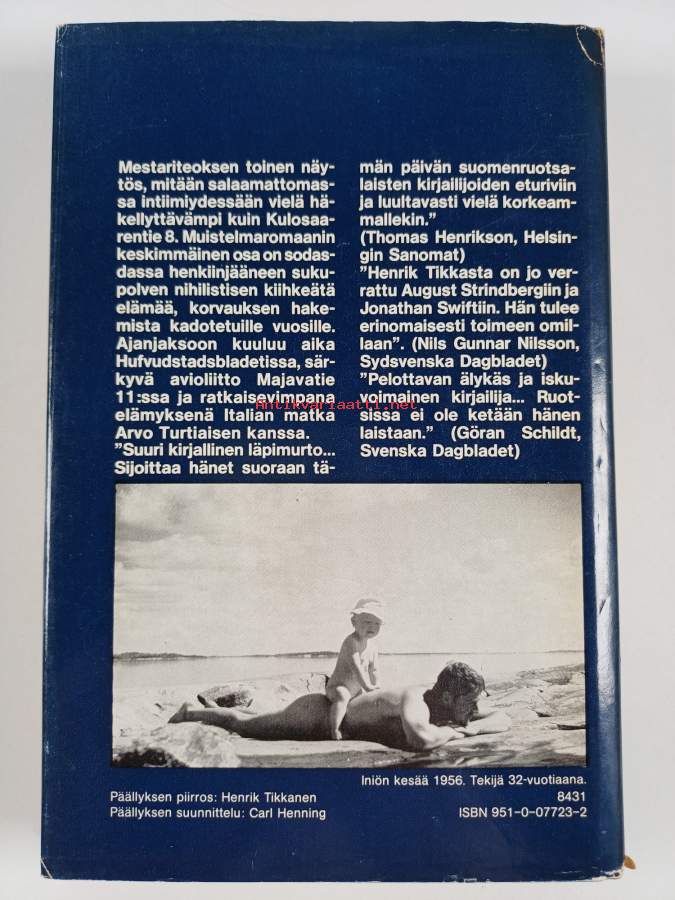 Mestariteoksen toinen näy-
tös, mitään salaamattomas-
sa intiimiydessään vielä hä-
kellyttävämpi kuin Kulosaa-
rentie 8. Muistelmaromaanin
keskimmäinen osa on sodas-
dassa henkiinjääneen suku-
polven nihilistisen kiihkeätä
elämää, korvauksen hake-
mista kadotetuille vuosille.
Ajanjaksoon kuuluu aika
Hufvudstadsbladetissa, sär-
kyvä avioliitto Majavatie
11:ssa ja ratkaisevimpana
elämyksenä Italian matka
Arvo Turtiaisen kanssa.
"Suuri kirjallinen läpimurto...
Sijoittaa hänet suoraan tä-
män päivän suomenruotsa-
laisten kirjailijoiden eturiviin
ja luultavasti vielä korkeam-
mallekin."
(Thomas Henrikson, Helsin-
gin Sanomat)
"Henrik Tikkasta on jo ver-
rattu August Strindbergiin ja
Jonathan Swiftiin. Hän tulee
erinomaisesti toimeen omil-
laan". (Nils Gunnar Nilsson,
Sydsvenska Dagbladet)
"Pelottavan älykäs ja isku-
voimainen kirjailija... Ruot-
sissa ei ole ketään hänen
laistaan." (Göran Schildt,
Svenska Dagbladet)
Antikvariaatti.net
Iniön kesää 1956. Tekijä 32-vuotiaana.
Päällyksen piirros: Henrik Tikkanen
8431
Päällyksen suunnittelu: Carl Henning
ISBN 951-0-07723-2